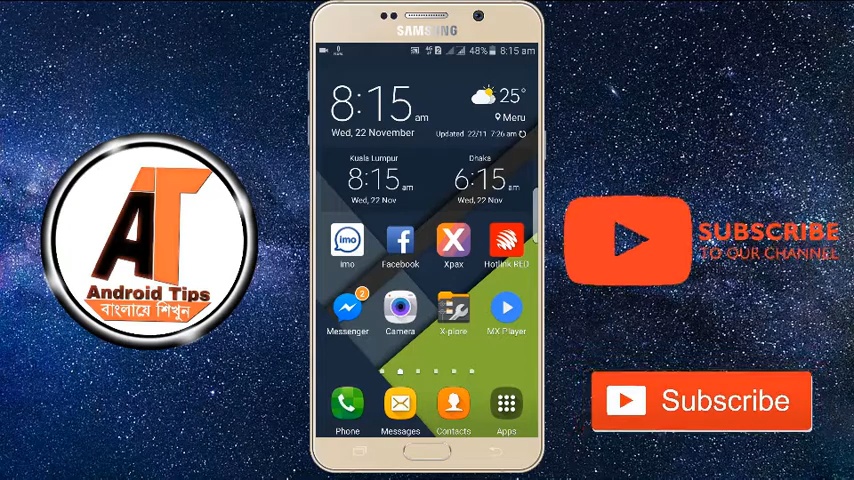 SAMSUNG
48% 8:15 am
8:15 am
Wed, 22 November
25°
Meru
Updated 22/11 7:26 am
Kuala Lumpur
8:15 am
Wed, 22 Nov
Dhaka
6:15 am
Wed, 22 Nov
imo
imo
Facebook
Xpax
Hotlink RED
2
Messenger
Camera
X-plore
MX Player
Phone
Messages
Contacts
Apps
AT
Android Tips
বাংলায়ে শিখুন
SUBSCRIBE
TO OUR CHANNEL
Subscribe